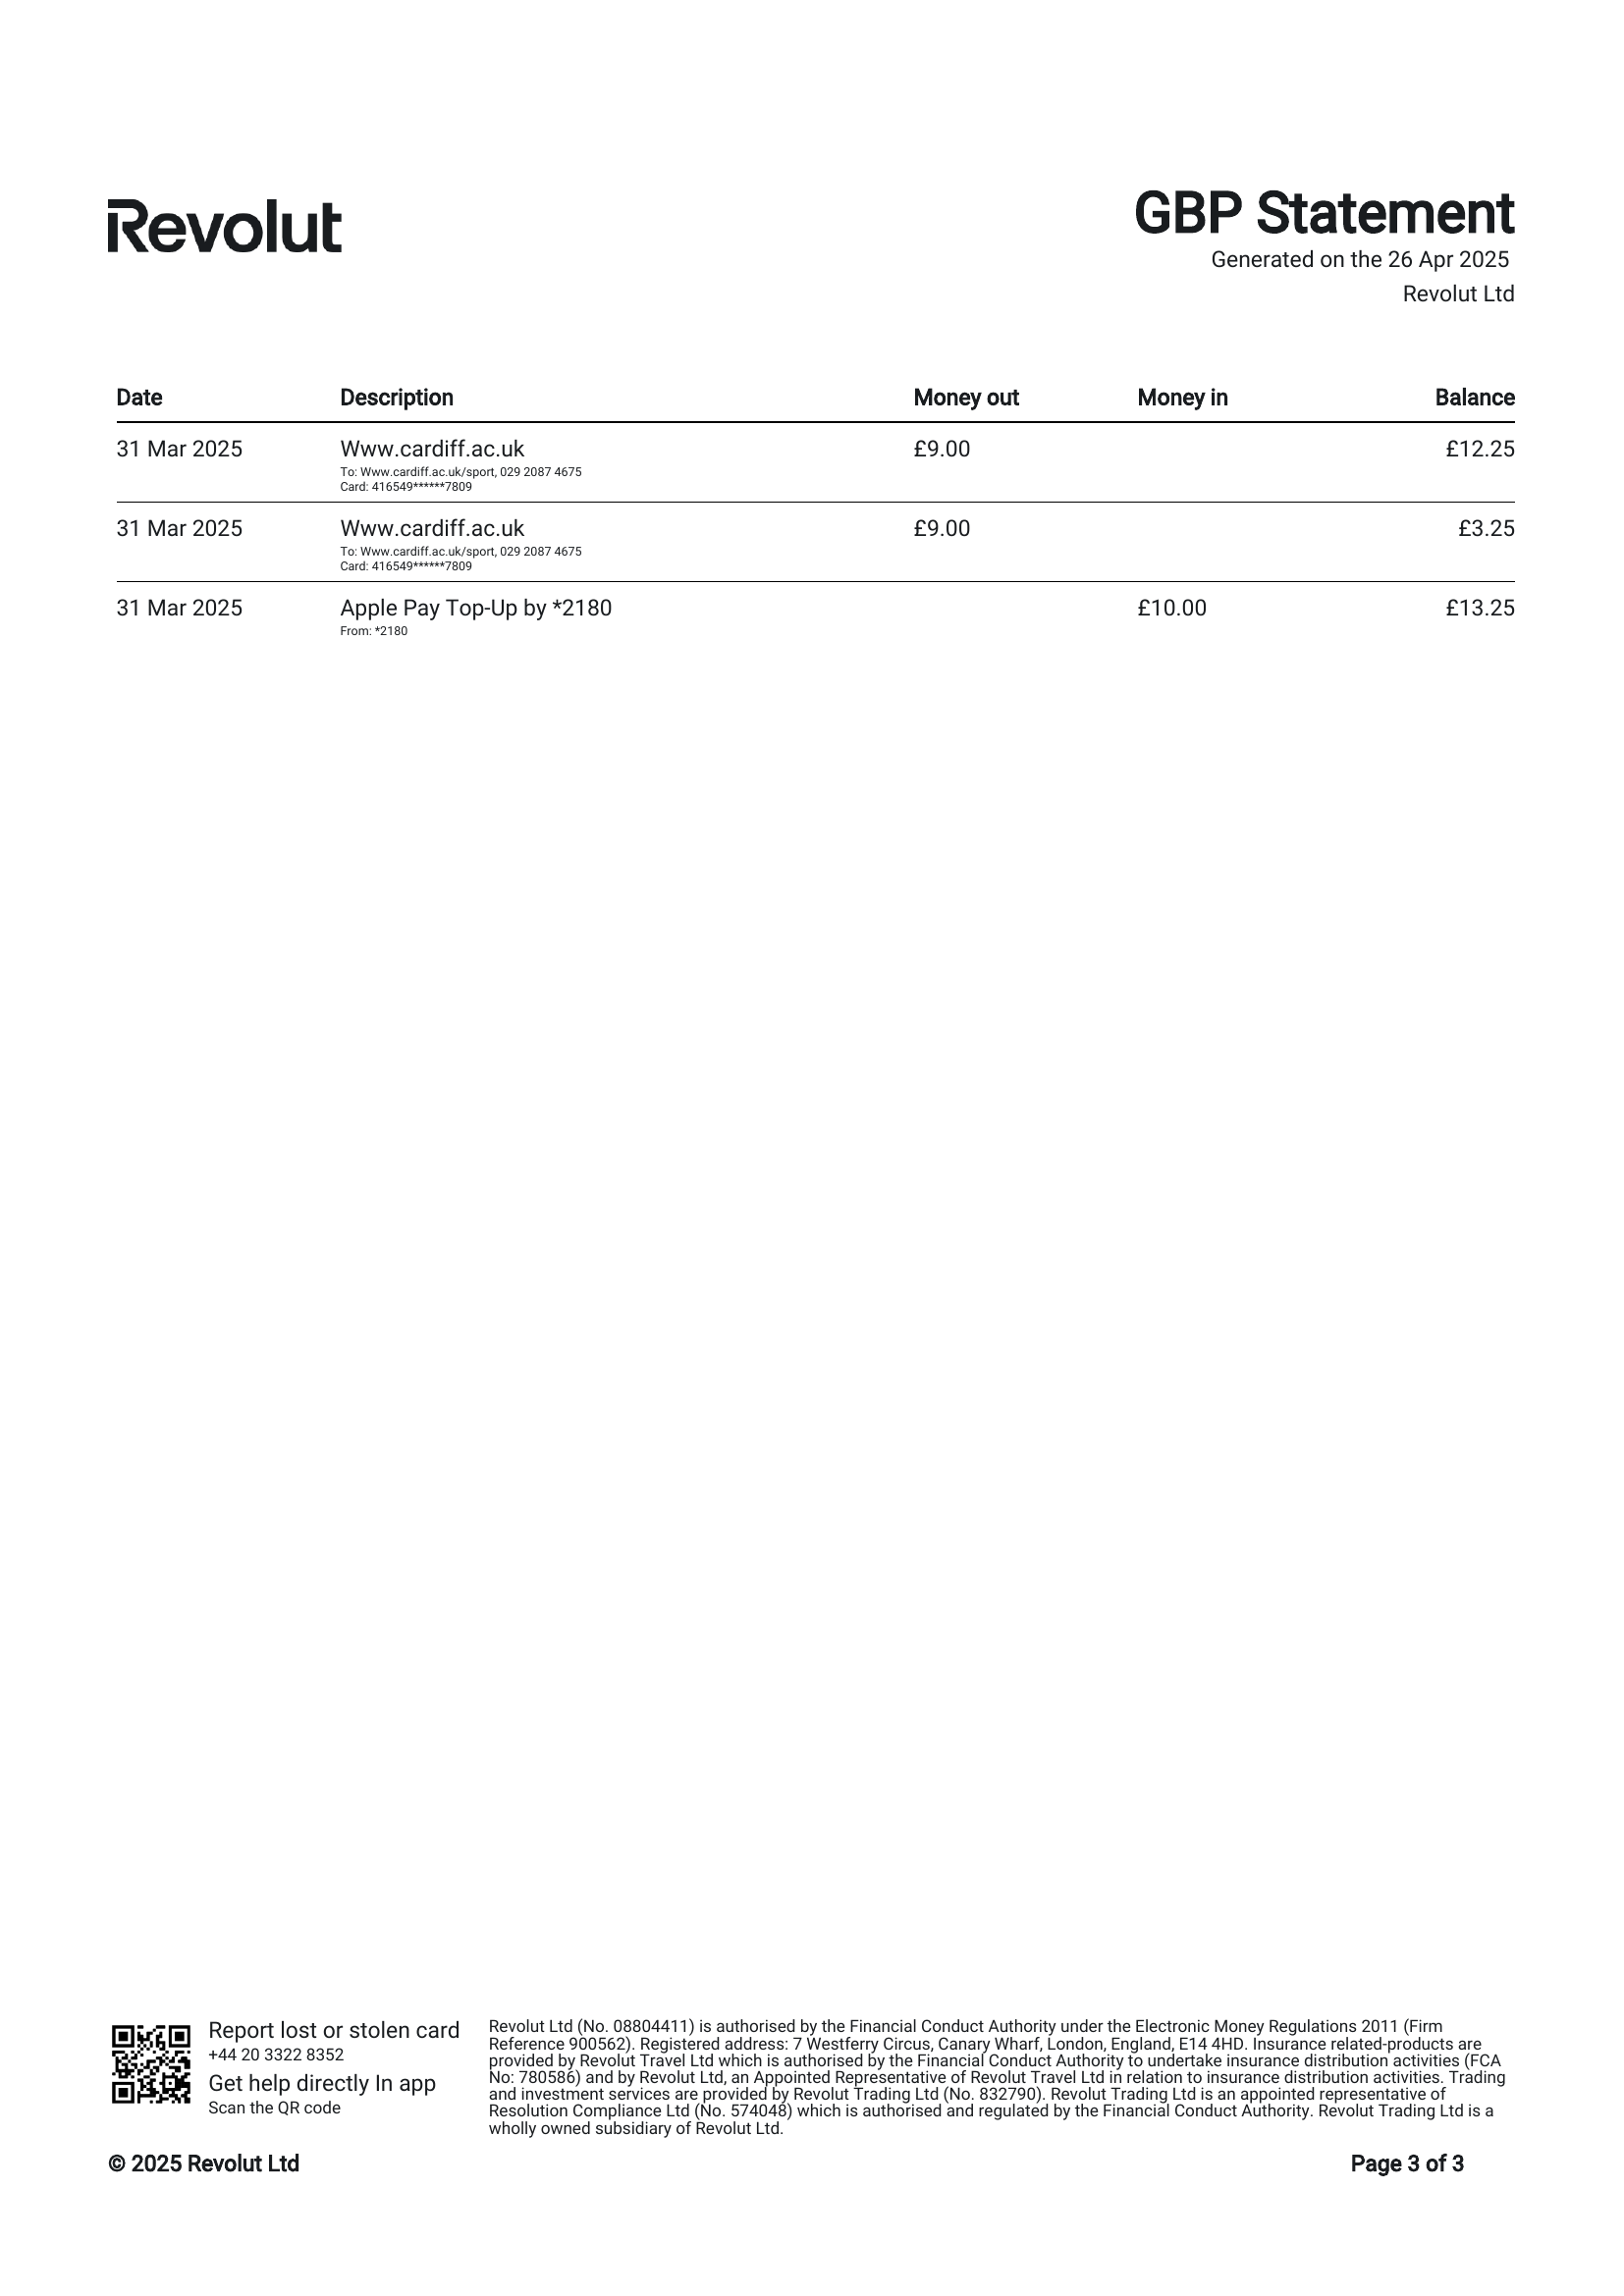 Revolut
GBP Statement
Generated on the 26 Apr 2025
Revolut Ltd
Date Description Money out Money in Balance
31 Mar 2025 Www.cardiff.ac.uk £9.00 £12.25
To: Www.cardiff.ac.uk/sport, 029 2087 4675
Card: 416549******7809
31 Mar 2025 Www.cardiff.ac.uk £9.00 £3.25
To: Www.cardiff.ac.uk/sport, 029 2087 4675
Card: 416549******7809
31 Mar 2025 Apple Pay Top-Up by *2180 £10.00 £13.25
From: *2180
Report lost or stolen card
+44 20 3322 8352
Get help directly In app
Scan the QR code
Revolut Ltd (No. 08804411) is authorised by the Financial Conduct Authority under the Electronic Money Regulations 2011 (Firm
Reference 900562). Registered address: 7 Westferry Circus, Canary Wharf, London, England, E14 4HD. Insurance related-products are
provided by Revolut Travel Ltd which is authorised by the Financial Conduct Authority to undertake insurance distribution activities (FCA
No: 780586) and by Revolut Ltd, an Appointed Representative of Revolut Travel Ltd in relation to insurance distribution activities. Trading
and investment services are provided by Revolut Trading Ltd (No. 832790). Revolut Trading Ltd is an appointed representative of
Resolution Compliance Ltd (No. 574048) which is authorised and regulated by the Financial Conduct Authority. Revolut Trading Ltd is a
wholly owned subsidiary of Revolut Ltd.
© 2025 Revolut Ltd
Page 3 of 3